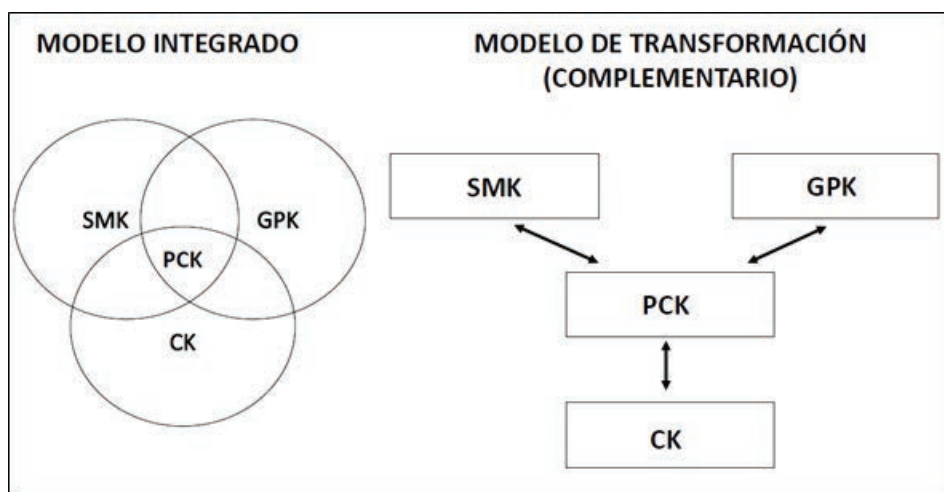 MODELO INTEGRADO
SMK
GPK
PCK
CK
MODELO DE TRANSFORMACIÓN
(COMPLEMENTARIO)
SMK
GPK
PCK
CK